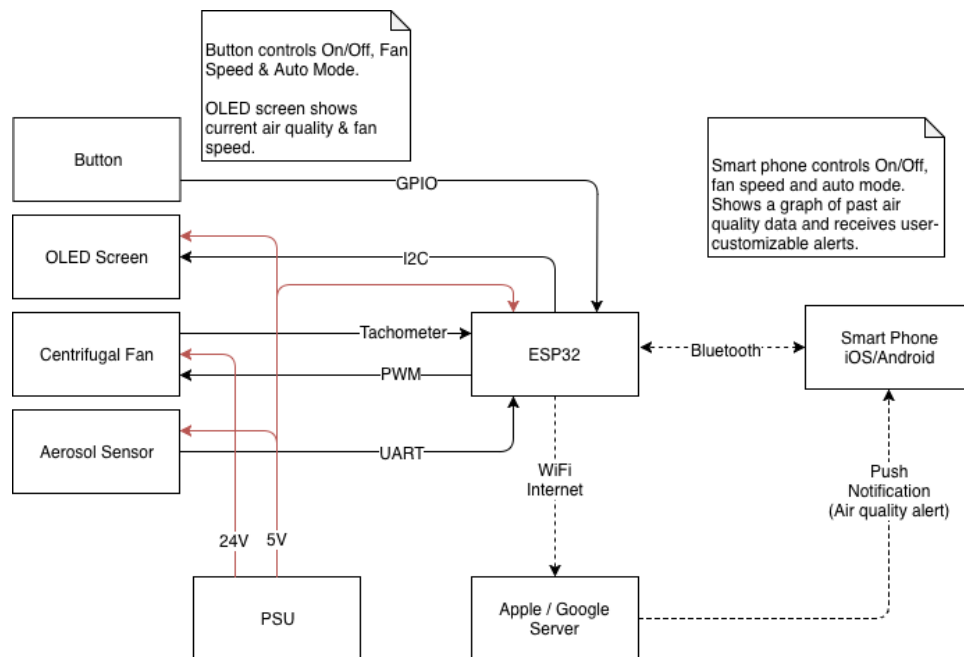 Button controls On/Off, Fan
Speed & Auto Mode.
OLED screen shows
current air quality & fan
speed.
Button
GPIO
Smart phone controls On/Off,
fan speed and auto mode.
Shows a graph of past air
quality data and receives user-
customizable alerts.
OLED Screen
I2C
Centrifugal Fan
Tachometer
PWM
ESP32
Bluetooth
Smart Phone
iOS/Android
Aerosol Sensor
UART
WiFi
Internet
Push
Notification
(Air quality alert)
24V
5V
PSU
Apple / Google
Server